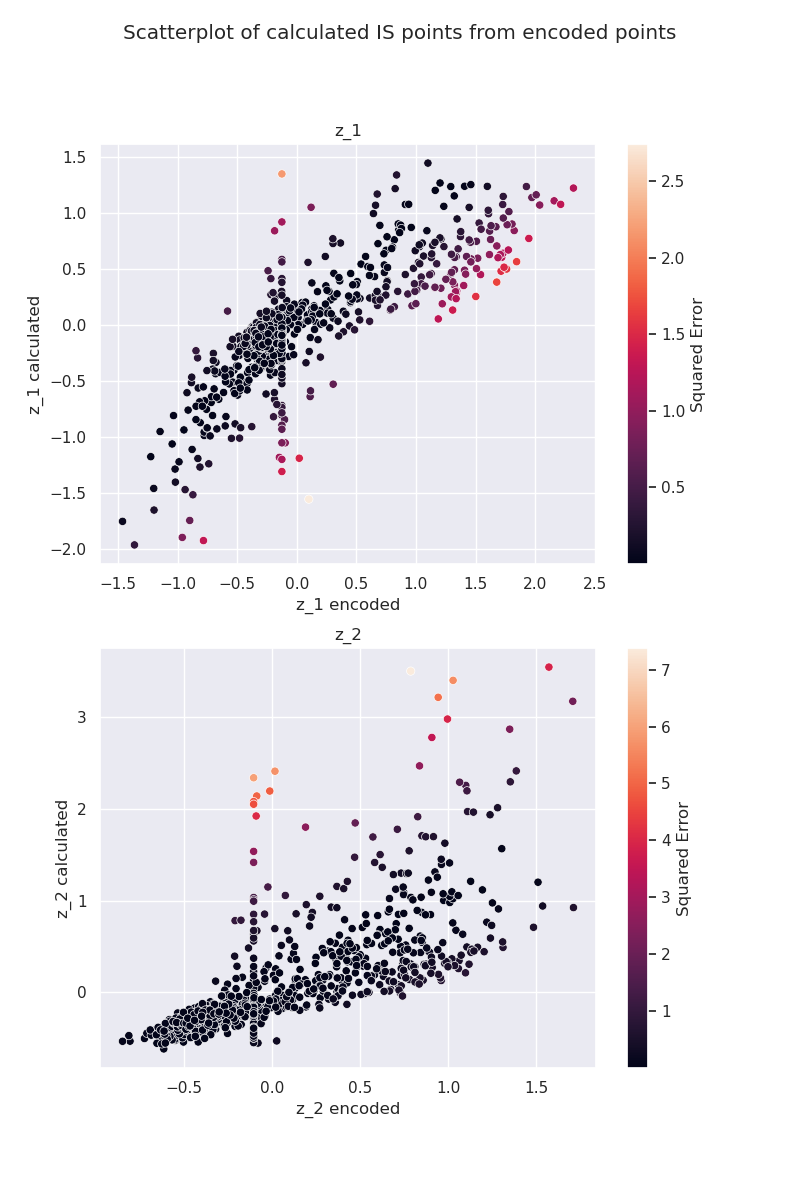 Scatterplot of calculated IS points from encoded points
z_1
1.5
1.0
0.5
0.0
−0.5
−1.0
−1.5
−2.0
z_1 calculated
−1.5 −1.0 −0.5 0.0 0.5 1.0 1.5 2.0 2.5
z_1 encoded
2.5
2.0
1.5
1.0
0.5
Squared Error
z_2
3
2
1
0
z_2 calculated
−0.5 0.0 0.5 1.0 1.5
z_2 encoded
7
6
5
4
3
2
1
Squared Error